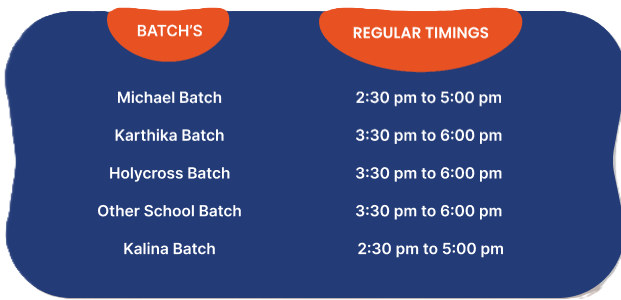 BATCH'S REGULAR TIMINGS
Michael Batch 2:30 pm to 5:00 pm
Karthika Batch 3:30 pm to 6:00 pm
Holycross Batch 3:30 pm to 6:00 pm
Other School Batch 3:30 pm to 6:00 pm
Kalina Batch 2:30 pm to 5:00 pm